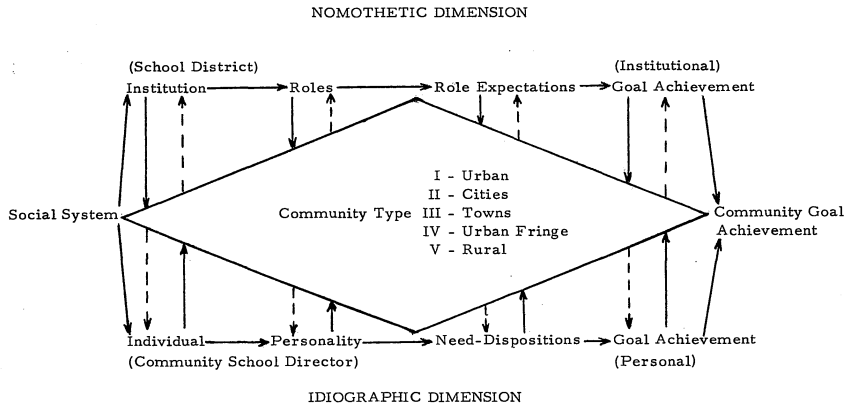 NOMOTHETIC DIMENSION
(School District)
(Institutional)
Institution
Roles
Role Expectations
Goal Achievement
I - Urban
II - Cities
Social System
Community Type III - Towns
Community Goal
Achievement
IV - Urban Fringe
V - Rural
Individual
Personality
Need-Dispositions
Goal Achievement
(Community School Director)
(Personal)
IDIOGRAPHIC DIMENSION